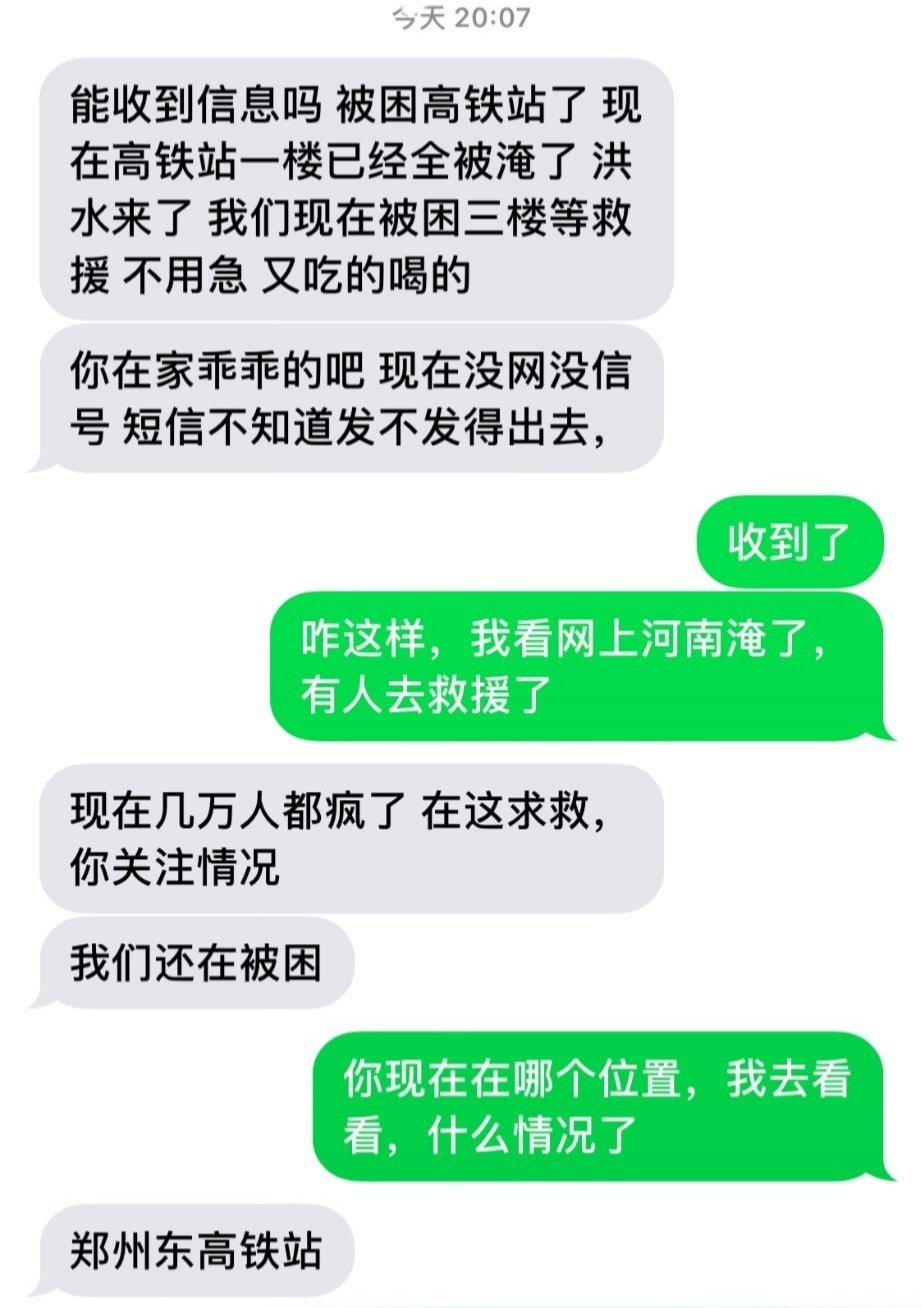 今天 20:07
能收到信息吗 被困高铁站了 现
在高铁站一楼已经全被淹了 洪
水来了 我们现在被困三楼等救
援 不用急 又吃的喝的
你在家乖乖的吧 现在没网没信
号 短信不知道发不发得出去，
收到了
咋这样，我看网上河南淹了，
有人去救援了
现在几万人都疯了 在这求救，
你关注情况
我们还在被困
你现在在哪个位置，我去看
看，什么情况了
郑州东高铁站